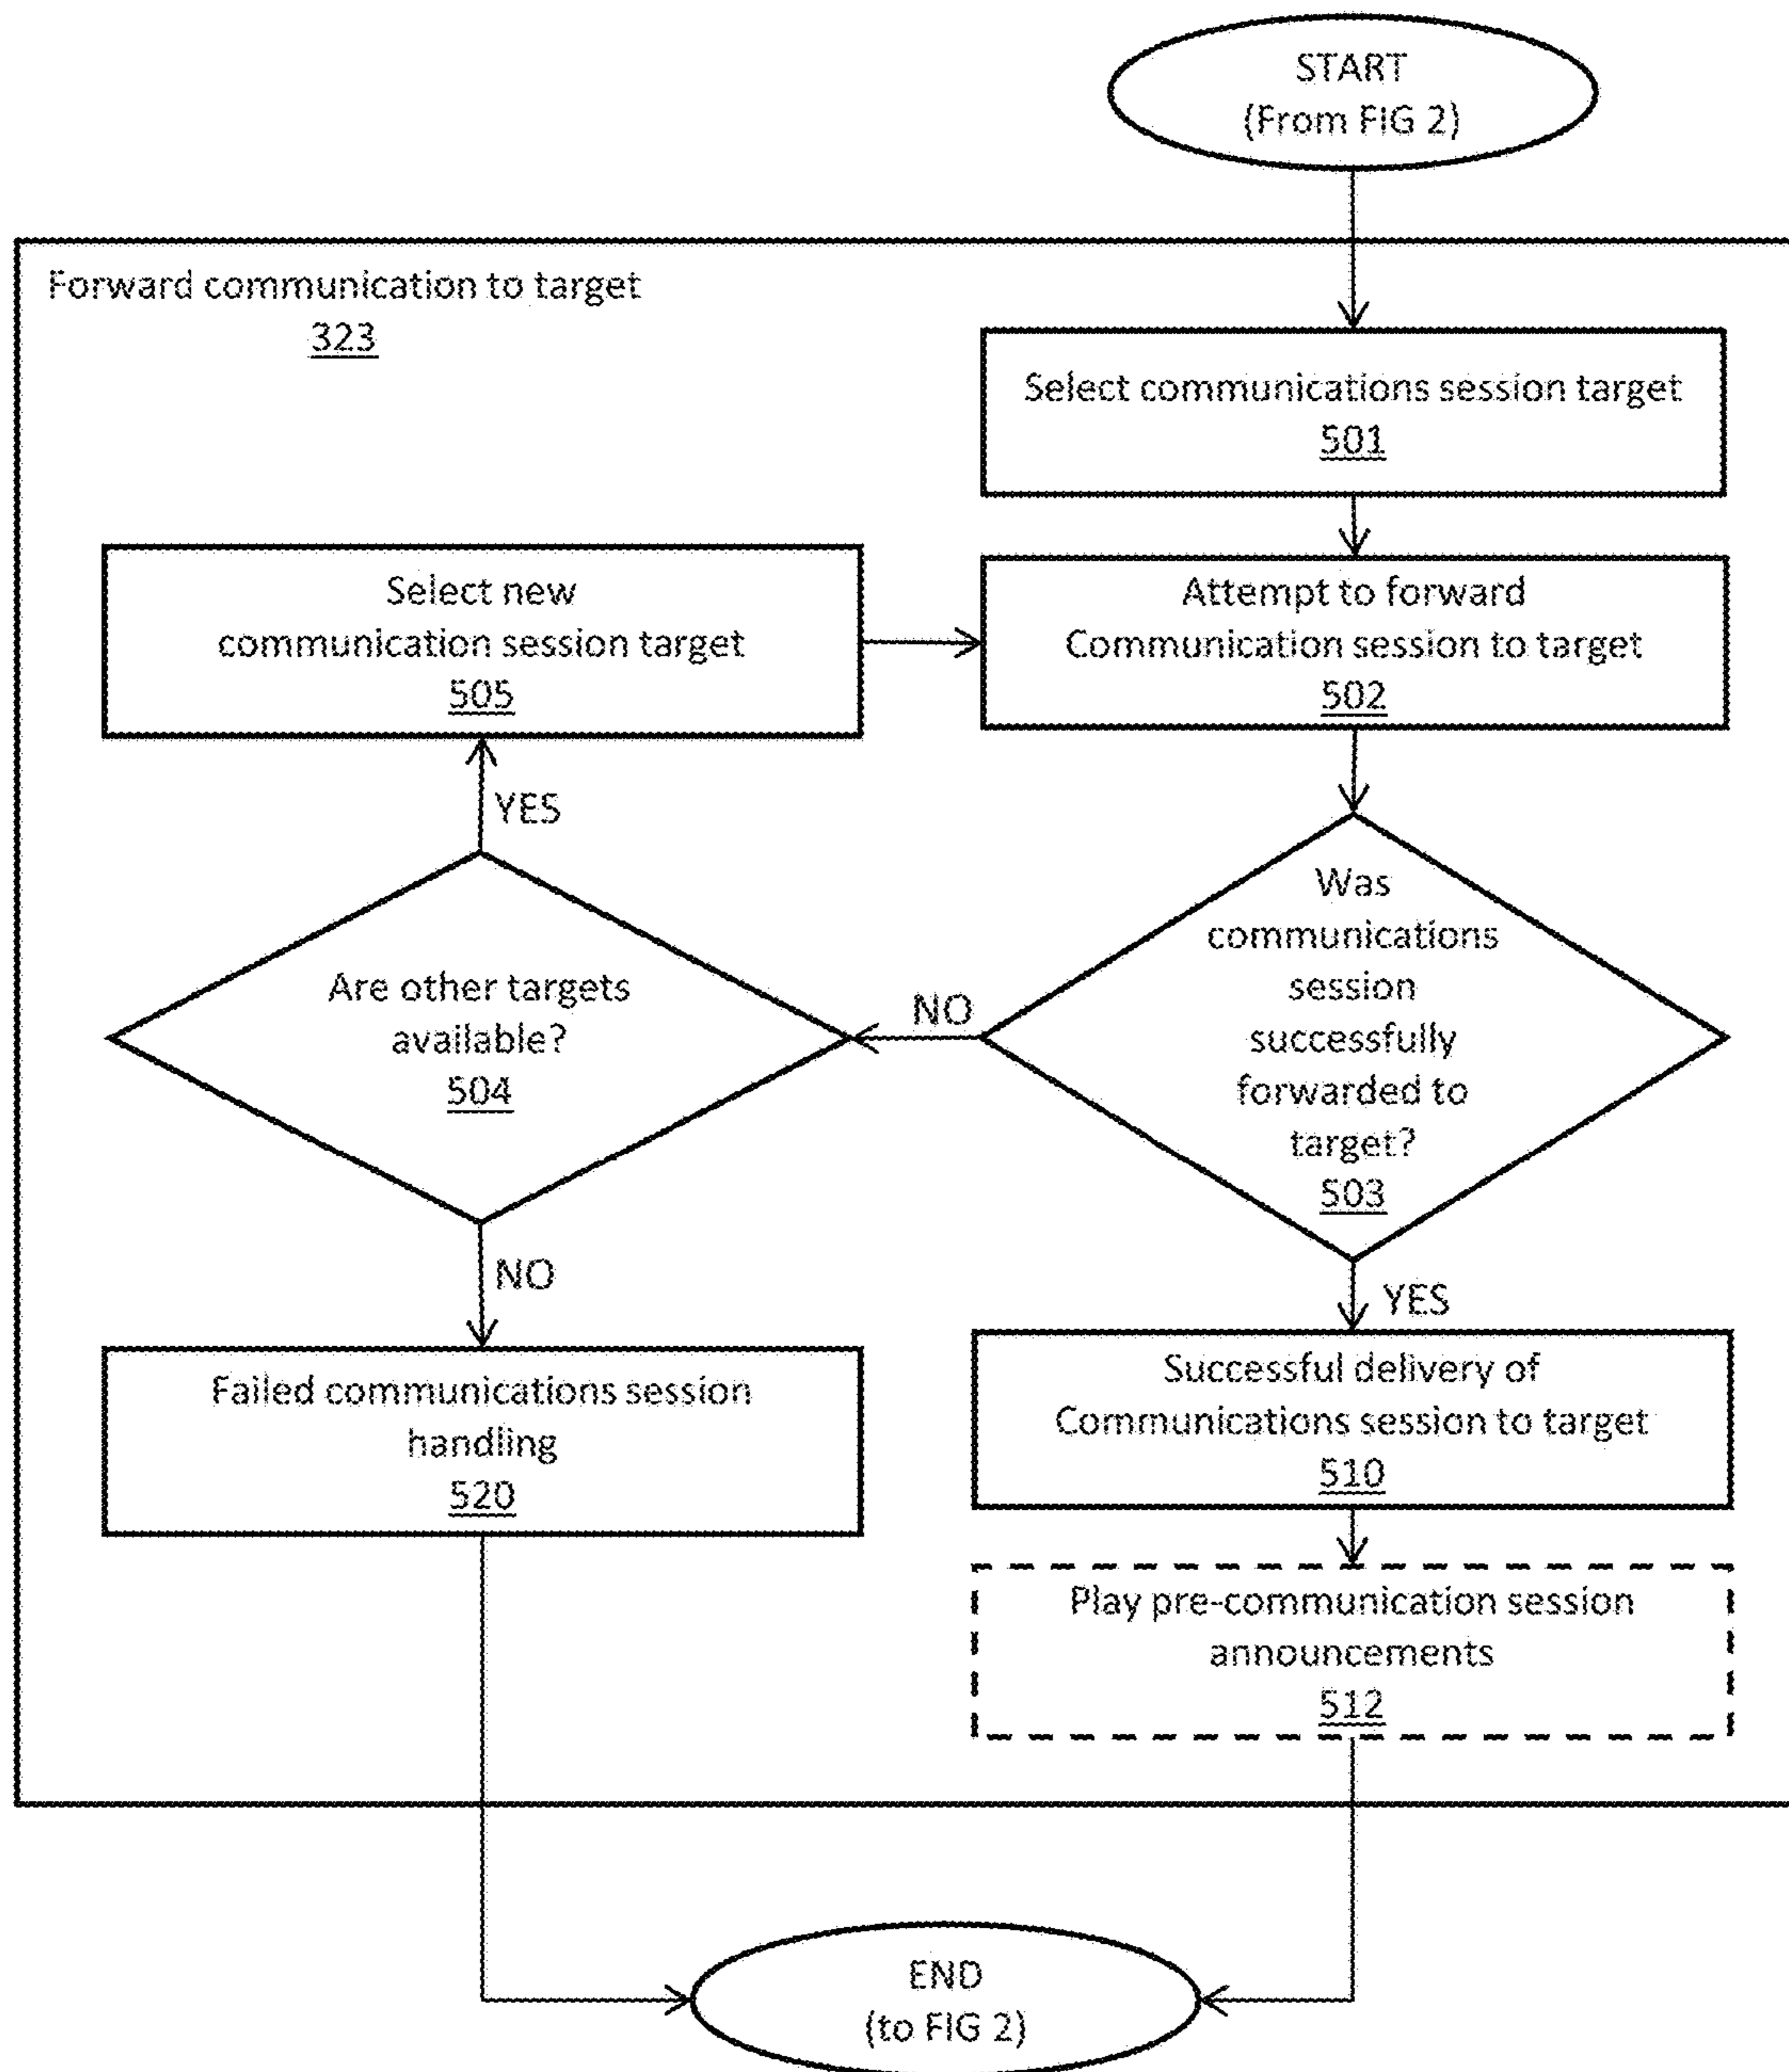 START
(From FIG 2)
Forward communication to target
323
Select communications session target
501
Select new
communication session target
505
Attempt to forward
Communication session to target
502
YES
Was
communications
session
successfully
forwarded to
target?
503
NO
Are other targets
available?
504
NO
YES
Failed communications session
handling
520
Successful delivery of
Communications session to target
510
Play pre-communication session
announcements
512
END
(to FIG 2)